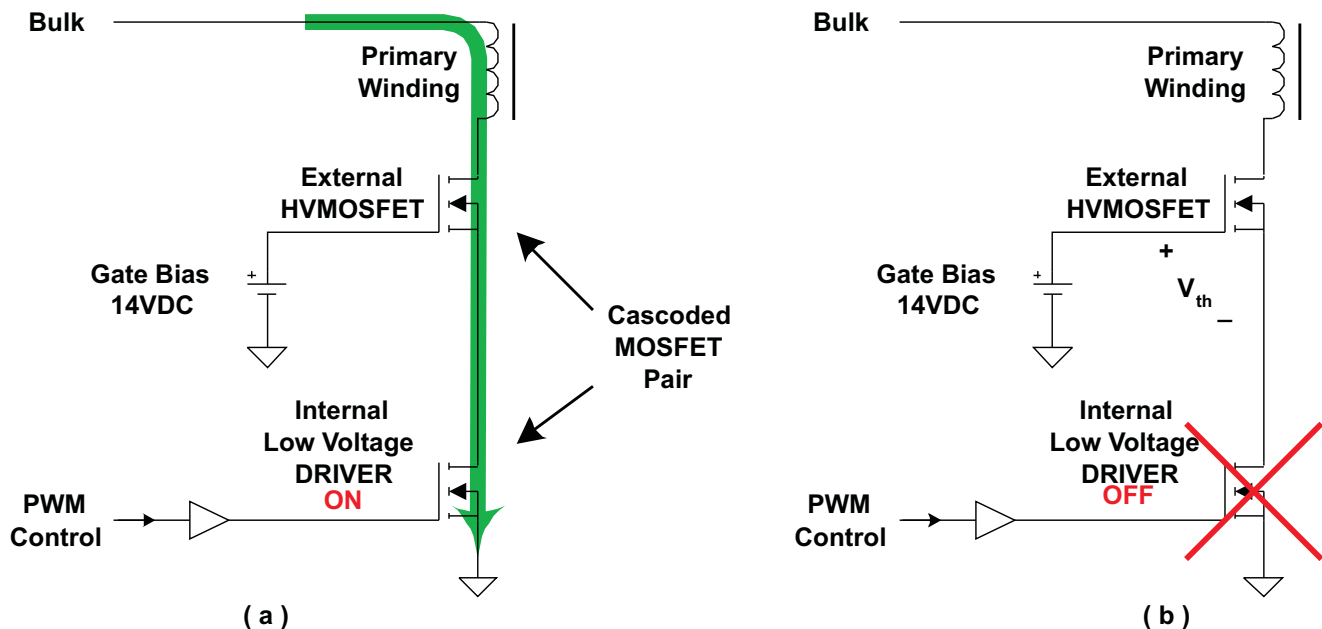 Bulk
Primary
Winding
External
HVMOSFET
+
Gate Bias
14VDC
Cascoded
MOSFET
Pair
Internal
Low Voltage
DRIVER
ON
PWM
Control
( a )
Bulk
Primary
Winding
External
HVMOSFET
+
Gate Bias
14VDC
+
Vth
–
Internal
Low Voltage
DRIVER
OFF
PWM
Control
( b )